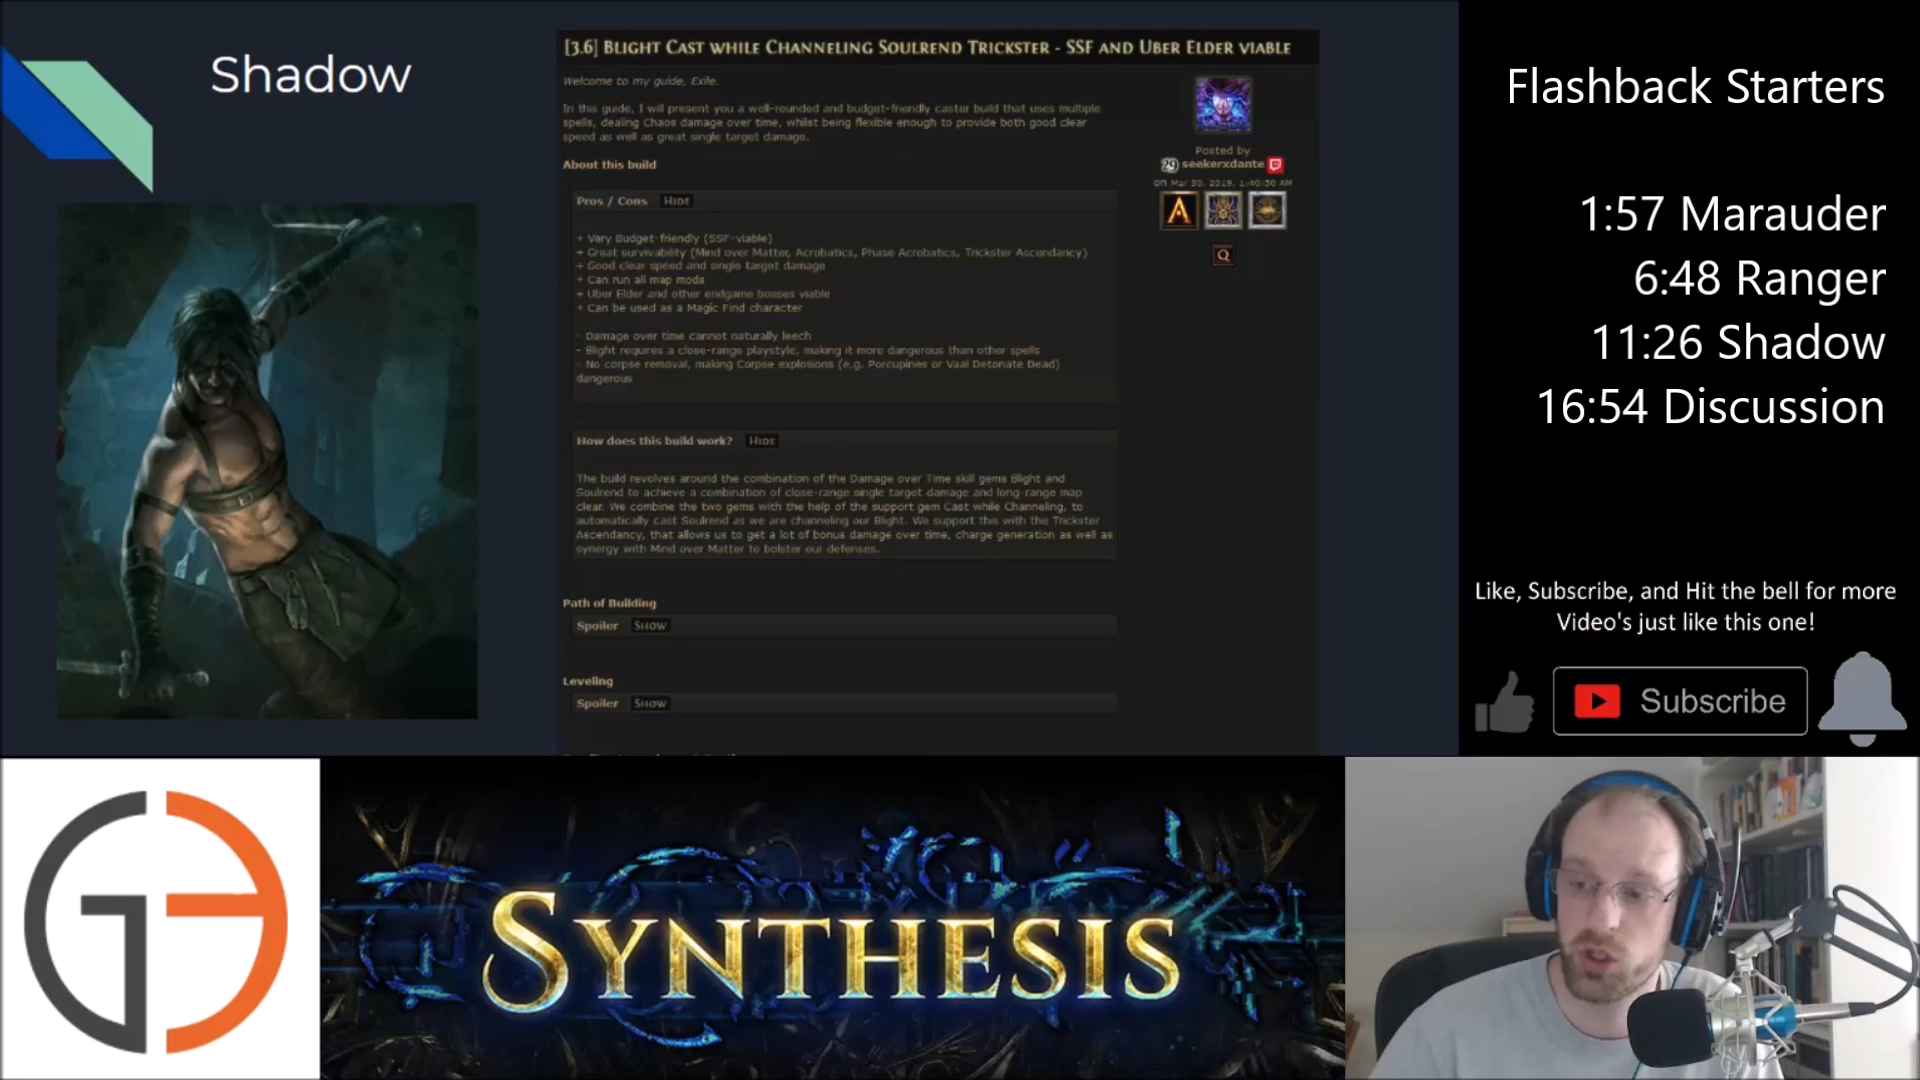 Shadow
[3.6] Blight Cast while Channeling Soulrend Trickster - SSF and Uber Elder viable
Welcome to my guide, Exile.
In this guide, I will present you a well-rounded and budget-friendly caster build that uses multiple
spells, dealing Chaos damage over time, whilst being flexible enough to provide both good clear
speed as well as great single target damage.
About this build
Pros / Cons Hide
+ Very Budget-friendly (SSF-viable)
+ Great survivability (Mind over Matter, Acrobatics, Phase Acrobatics, Trickster Ascendancy)
+ Good clear speed and single target damage
+ Can run all map mods
+ Uber Elder and other endgame bosses viable
+ Can be used as a Magic Find character
- Damage over time cannot naturally leech
- Blight requires a close-range playstyle, making it more dangerous than other spells
- No corpse removal, making Corpse explosions (e.g. Porcupines or Vaal Detonate Dead)
dangerous
How does this build work? Hide
The build revolves around the combination of the Damage over Time skill gems Blight and
Soulrend to achieve a combination of close-range single target damage and long-range map
clear. We combine the two gems with the help of the support gem Cast while Channeling, to
automatically cast Soulrend as we are channeling our Blight. We support this with the Trickster
Ascendancy, that allows us to get a lot of bonus damage over time, charge generation as well as
synergy with Mind over Matter to bolster our defenses.
Path of Building
Spoiler Show
Leveling
Spoiler Show
Posted by
seekerxdante
on Mar 30, 2019, 1:40:50 AM
Q
Flashback Starters
1:57 Marauder
6:48 Ranger
11:26 Shadow
16:54 Discussion
Like, Subscribe, and Hit the bell for more
Video's just like this one!
Subscribe
Synthesis